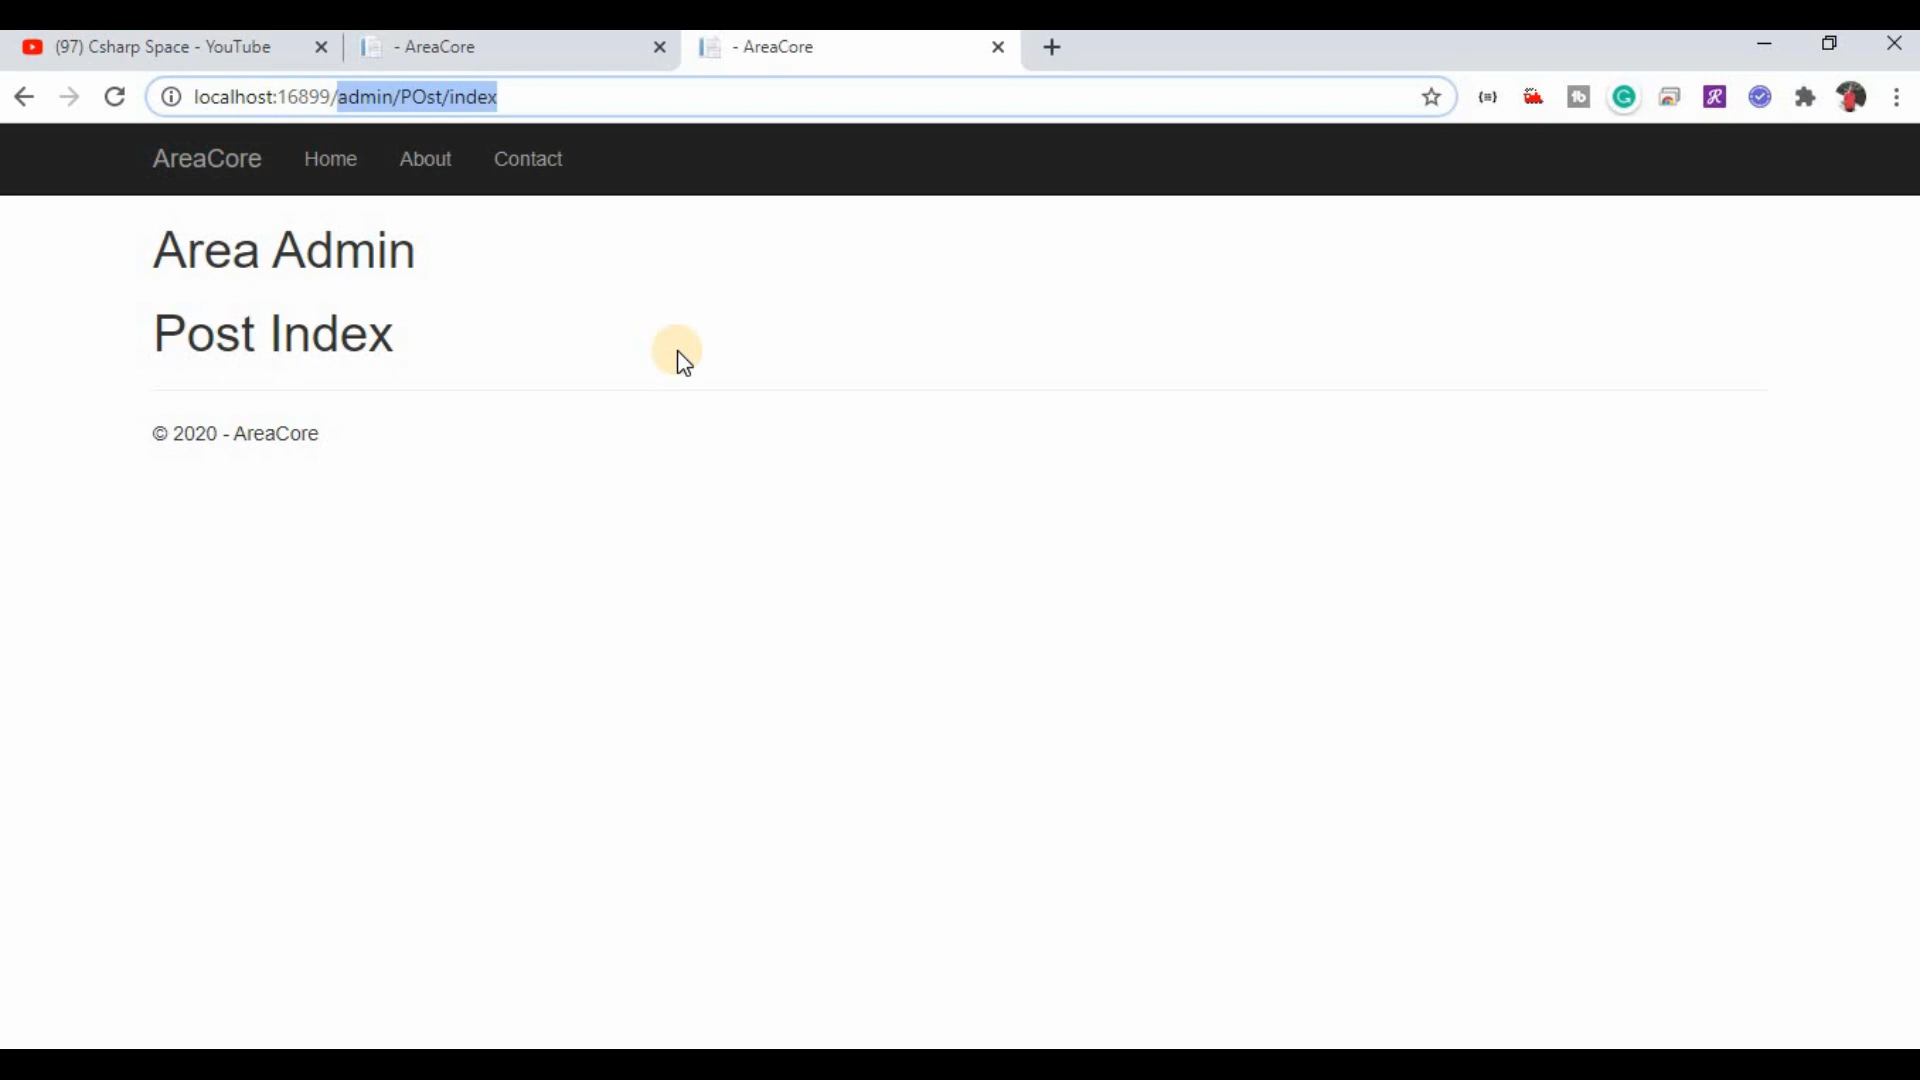 (97) Csharp Space - YouTube
- AreaCore
- AreaCore
localhost:16899/admin/POst/index
AreaCore Home About Contact
Area Admin
Post Index
© 2020 - AreaCore